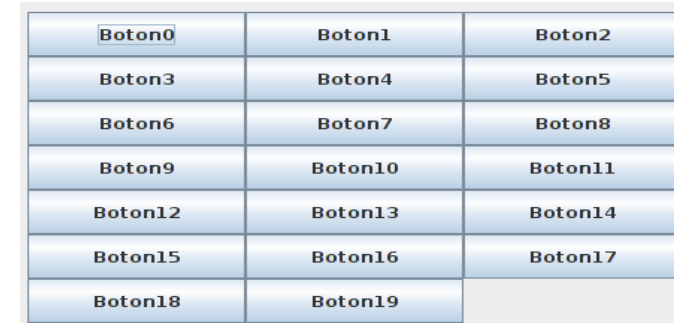 Boton0 Boton1 Boton2
Boton3 Boton4 Boton5
Boton6 Boton7 Boton8
Boton9 Boton10 Boton11
Boton12 Boton13 Boton14
Boton15 Boton16 Boton17
Boton18 Boton19